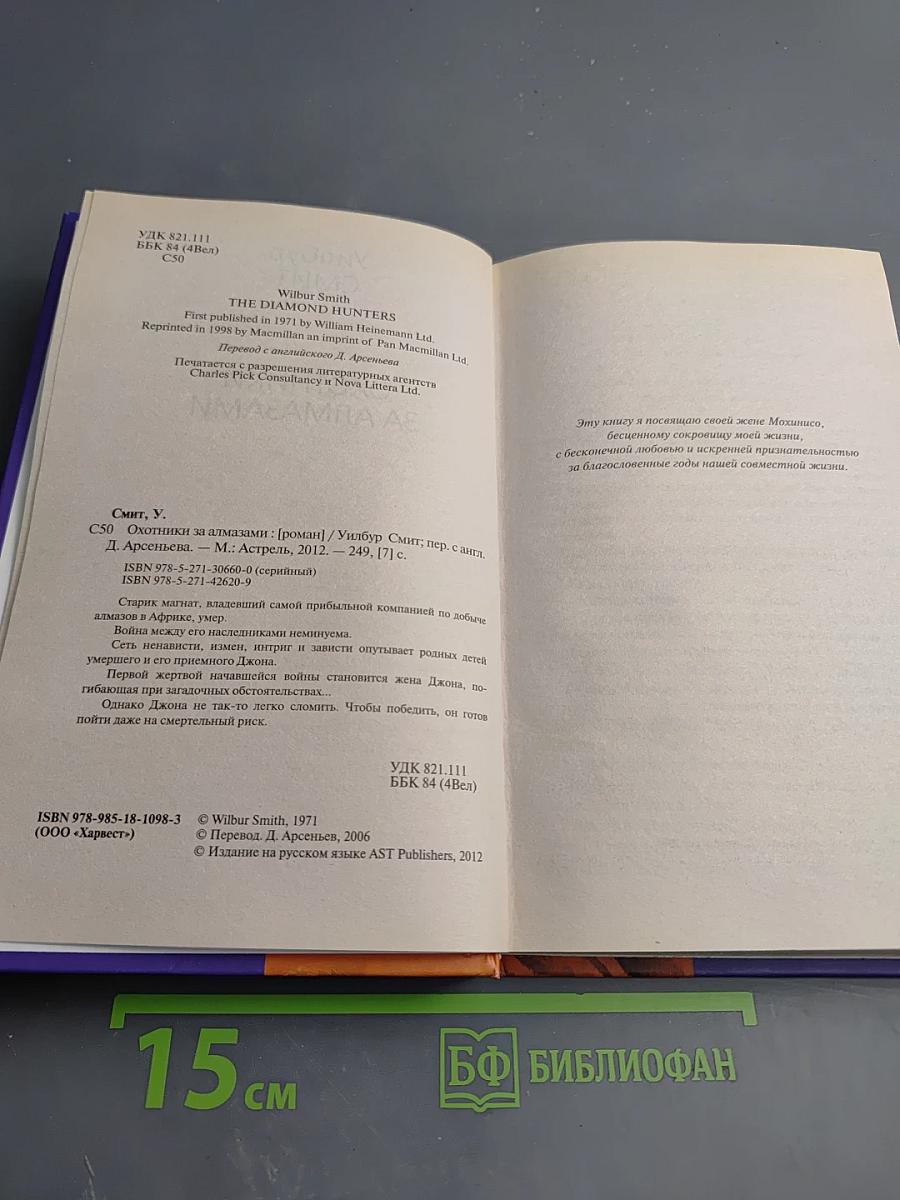 УДК 821.111
ББК 84 (4Вел)
С50
Wilbur Smith
THE DIAMOND HUNTERS
First published in 1971 by William Heinemann Ltd.
Reprinted in 1998 by Macmillan an imprint of Pan Macmillan Ltd.
Перевод с английского Д. Арсеньева
Печатается с разрешения литературных агентств
Charles Pick Consultancy и Nova Littera Ltd.
Смит, У.
С50 Охотники за алмазами : [роман] / Уилбур Смит; пер. с англ.
Д. Арсеньева. — М.: Астрель, 2012. — 249, [7] с.
ISBN 978-5-271-30660-0 (серийный)
ISBN 978-5-271-42620-9
Старик магнат, владевший самой прибыльной компанией по добыче
алмазов в Африке, умер.
Война между его наследниками неминуема.
Сеть ненависти, измен, интриг и зависти опутывает родных детей
умершего и его приемного Джона.
Первой жертвой начавшейся войны становится жена Джона, по-
гибающая при загадочных обстоятельствах...
Однако Джона не так-то легко сломить. Чтобы победить, он готов
пойти даже на смертельный риск.
УДК 821.111
ББК 84 (4Вел)
ISBN 978-985-18-1098-3
(ООО «Харвест»)
© Wilbur Smith, 1971
© Перевод. Д. Арсеньев, 2006
© Издание на русском языке AST Publishers, 2012
Эту книгу я посвящаю своей жене Мохинисо,
бесценному сокровищу моей жизни,
с бесконечной любовью и искренней признательностью
за благословенные годы нашей совместной жизни.
15 см
БФ БИБЛИОФАН